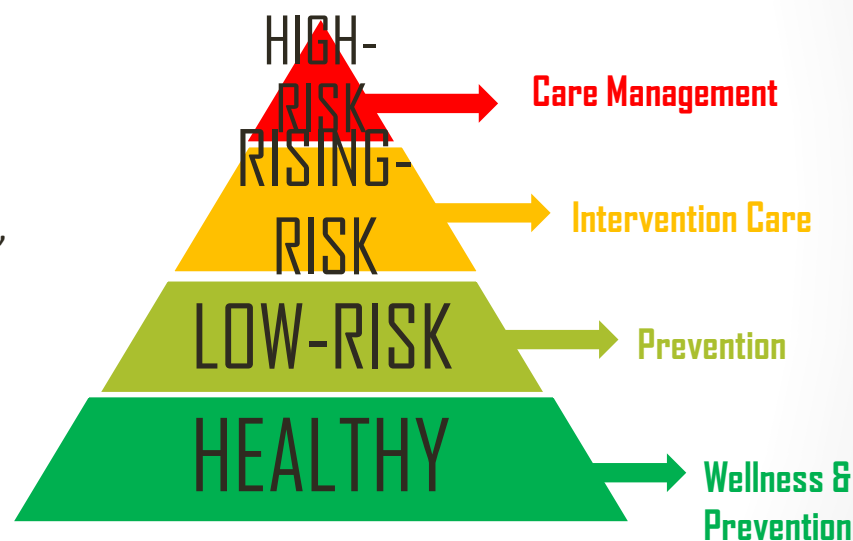 HIGH-
RISK
Care Management
RISING-
RISK
Intervention Care
,
LOW-RISK
Prevention
HEALTHY
Wellness &
Prevention